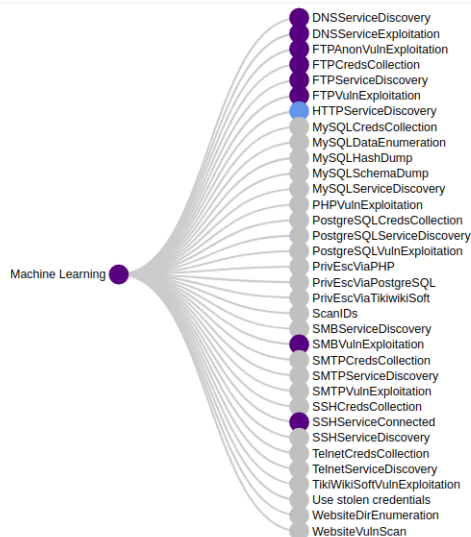 DNSServiceDiscovery
DNSServiceExploitation
FTPAnonVulnExploitation
FTPCredsCollection
FTPServiceDiscovery
FTPVulnExploitation
HTTPServiceDiscovery
MySQLCredsCollection
MySQLDataEnumeration
MySQLHashDump
MySQLSchemaDump
MySQLServiceDiscovery
PHPVulnExploitation
PostgreSQLCredsCollection
PostgreSQLServiceDiscovery
PostgreSQLVulnExploitation
Machine Learning
PrivEscViaPHP
PrivEscViaPostgreSQL
PrivEscViaTikiwikiSoft
ScanIDs
SMBServiceDiscovery
SMBVulnExploitation
SMTPCredsCollection
SMTPServiceDiscovery
SMTPVulnExploitation
SSHCredsCollection
SSHServiceConnected
SSHServiceDiscovery
TelnetCredsCollection
TelnetServiceDiscovery
TikiWikiSoftVulnExploitation
Use stolen credentials
WebsiteDirEnumeration
WebsiteVulnScan